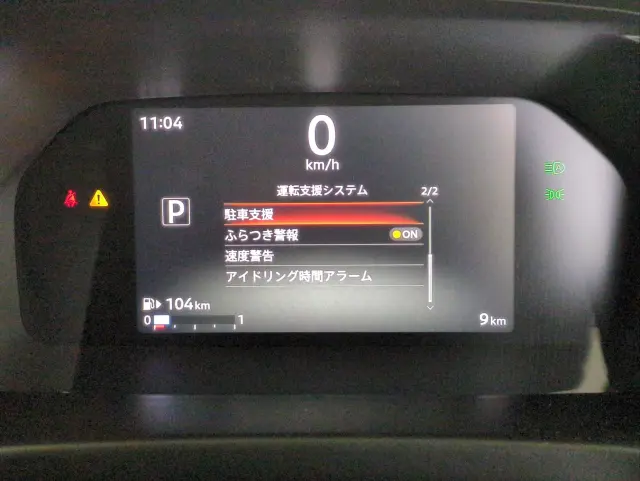 11:04
0
km/h
運転支援システム 2/2
P
駐車支援
ふらつき警報 ON
速度警告
アイドリング時間アラーム
104km
0 1
9km